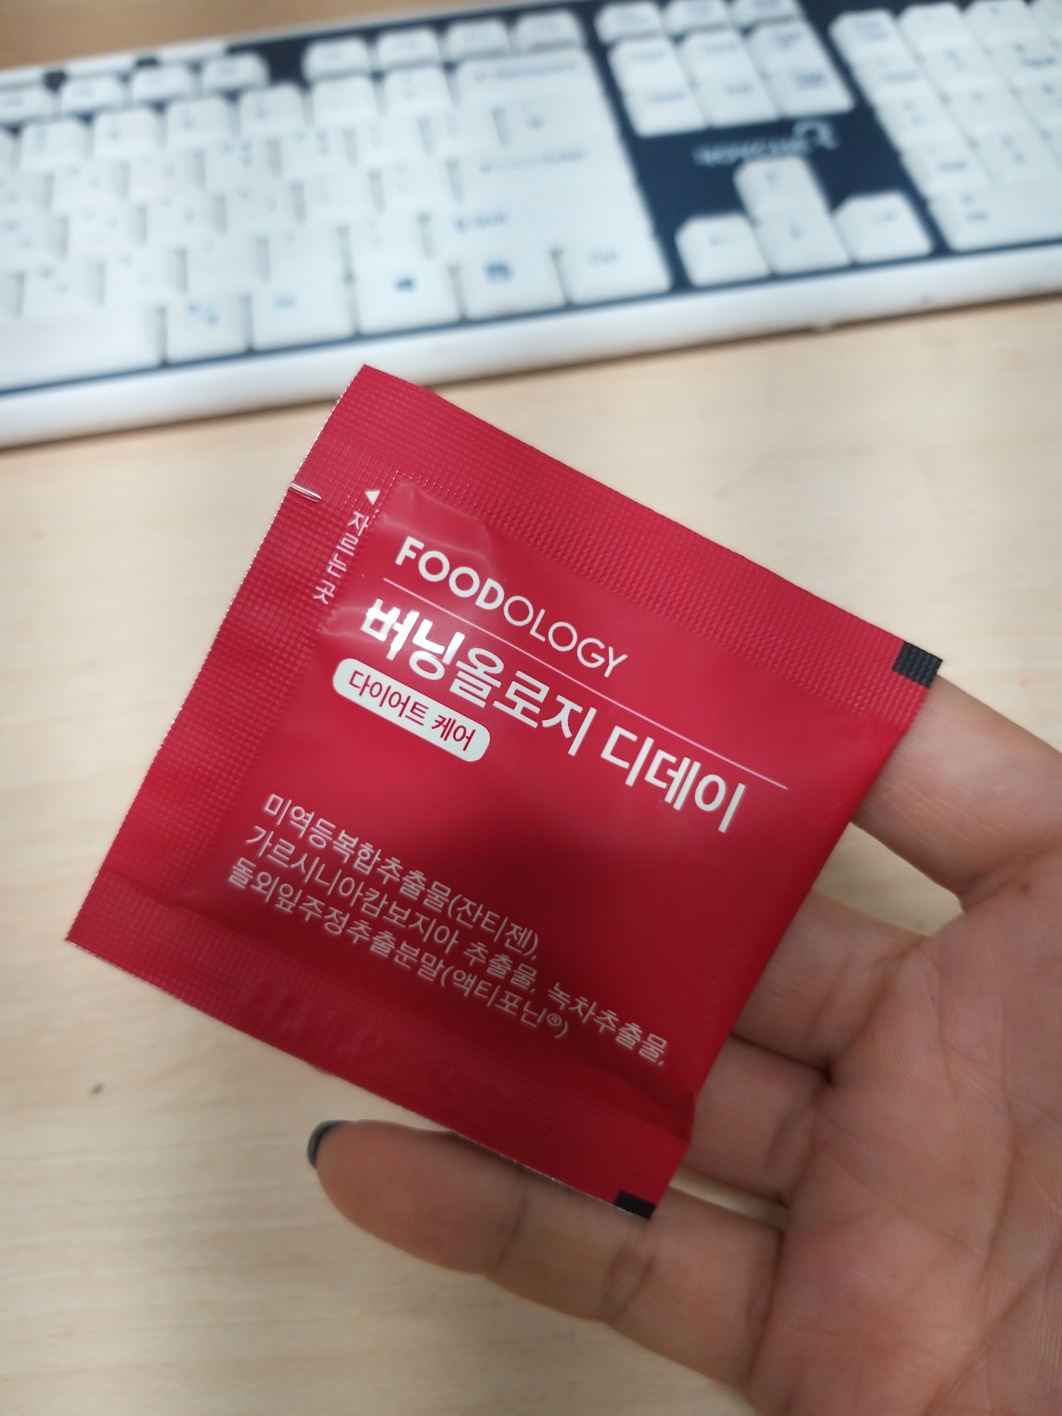 자르는 곳
FOODOLOGY
버닝올로지 디데이
다이어트 케어
미역등복합추출물(잔티젠),
가르시니아캄보지아 추출물, 녹차추출물,
돌외잎주정추출분말(액티포닌®)